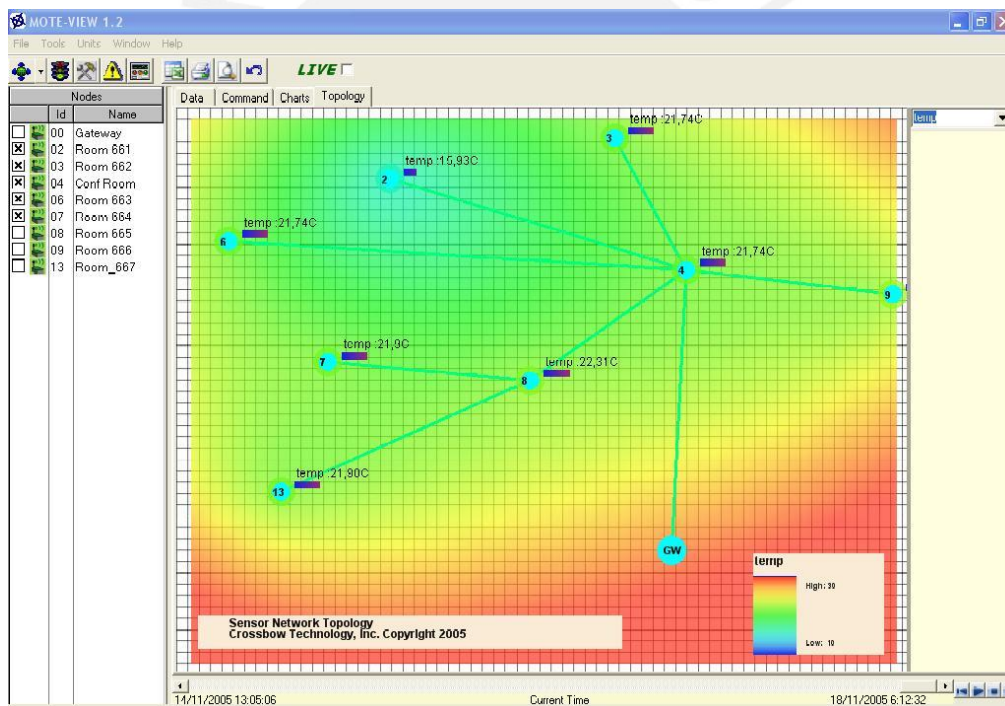 MOTE-VIEW 1.2
File Tools Units Window Help
LIVE
Nodes
Id Name
00 Gateway
02 Room 661
03 Room 662
04 Conf Room
06 Room 663
07 Room 664
08 Room 665
09 Room 666
13 Room_667
Data Command Charts Topology
temp
temp :21,74C
3
temp :15,93C
2
temp :21,74C
6
temp :21,74C
4
9
temp :21,9C
7
temp :22,31C
8
temp :21,90C
13
GW
temp
High: 30
Low: 10
Sensor Network Topology
Crossbow Technology, Inc. Copyright 2005
14/11/2005 13:05:06 Current Time 18/11/2005 6:12:32